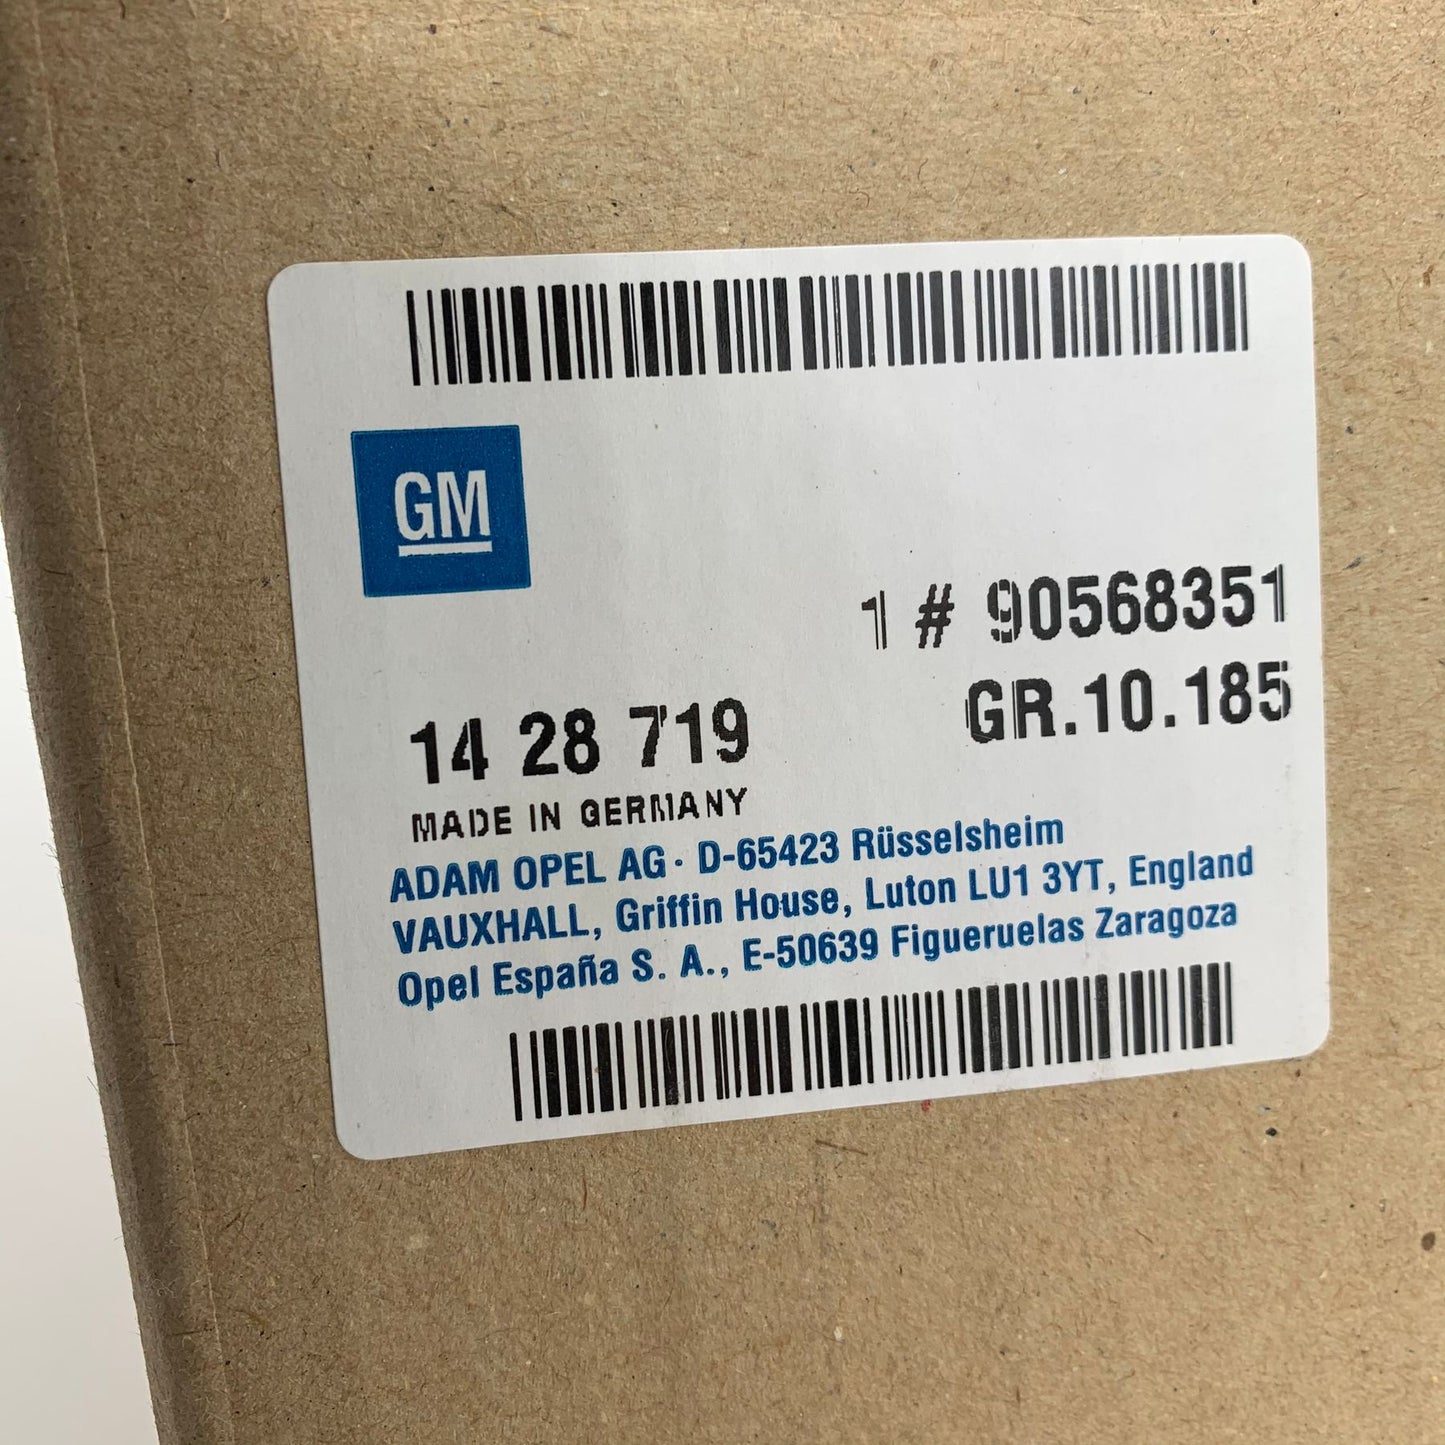 GM
1 # 90568351
GR.10.185
14 28 719
MADE IN GERMANY
ADAM OPEL AG · D-65423 Rüsselsheim
VAUXHALL, Griffin House, Luton LU1 3YT, England
Opel España S. A., E-50639 Figueruelas Zaragoza